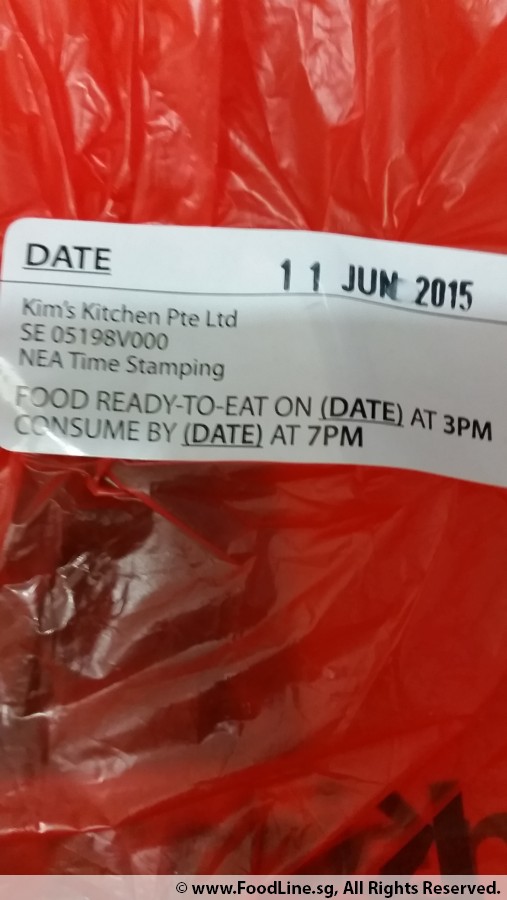 DATE 11 JUN 2015
Kim's Kitchen Pte Ltd
SE 05198V000
NEA Time Stamping
FOOD READY-TO-EAT ON (DATE) AT 3PM
CONSUME BY (DATE) AT 7PM
© www.FoodLine.sg, All Rights Reserved.